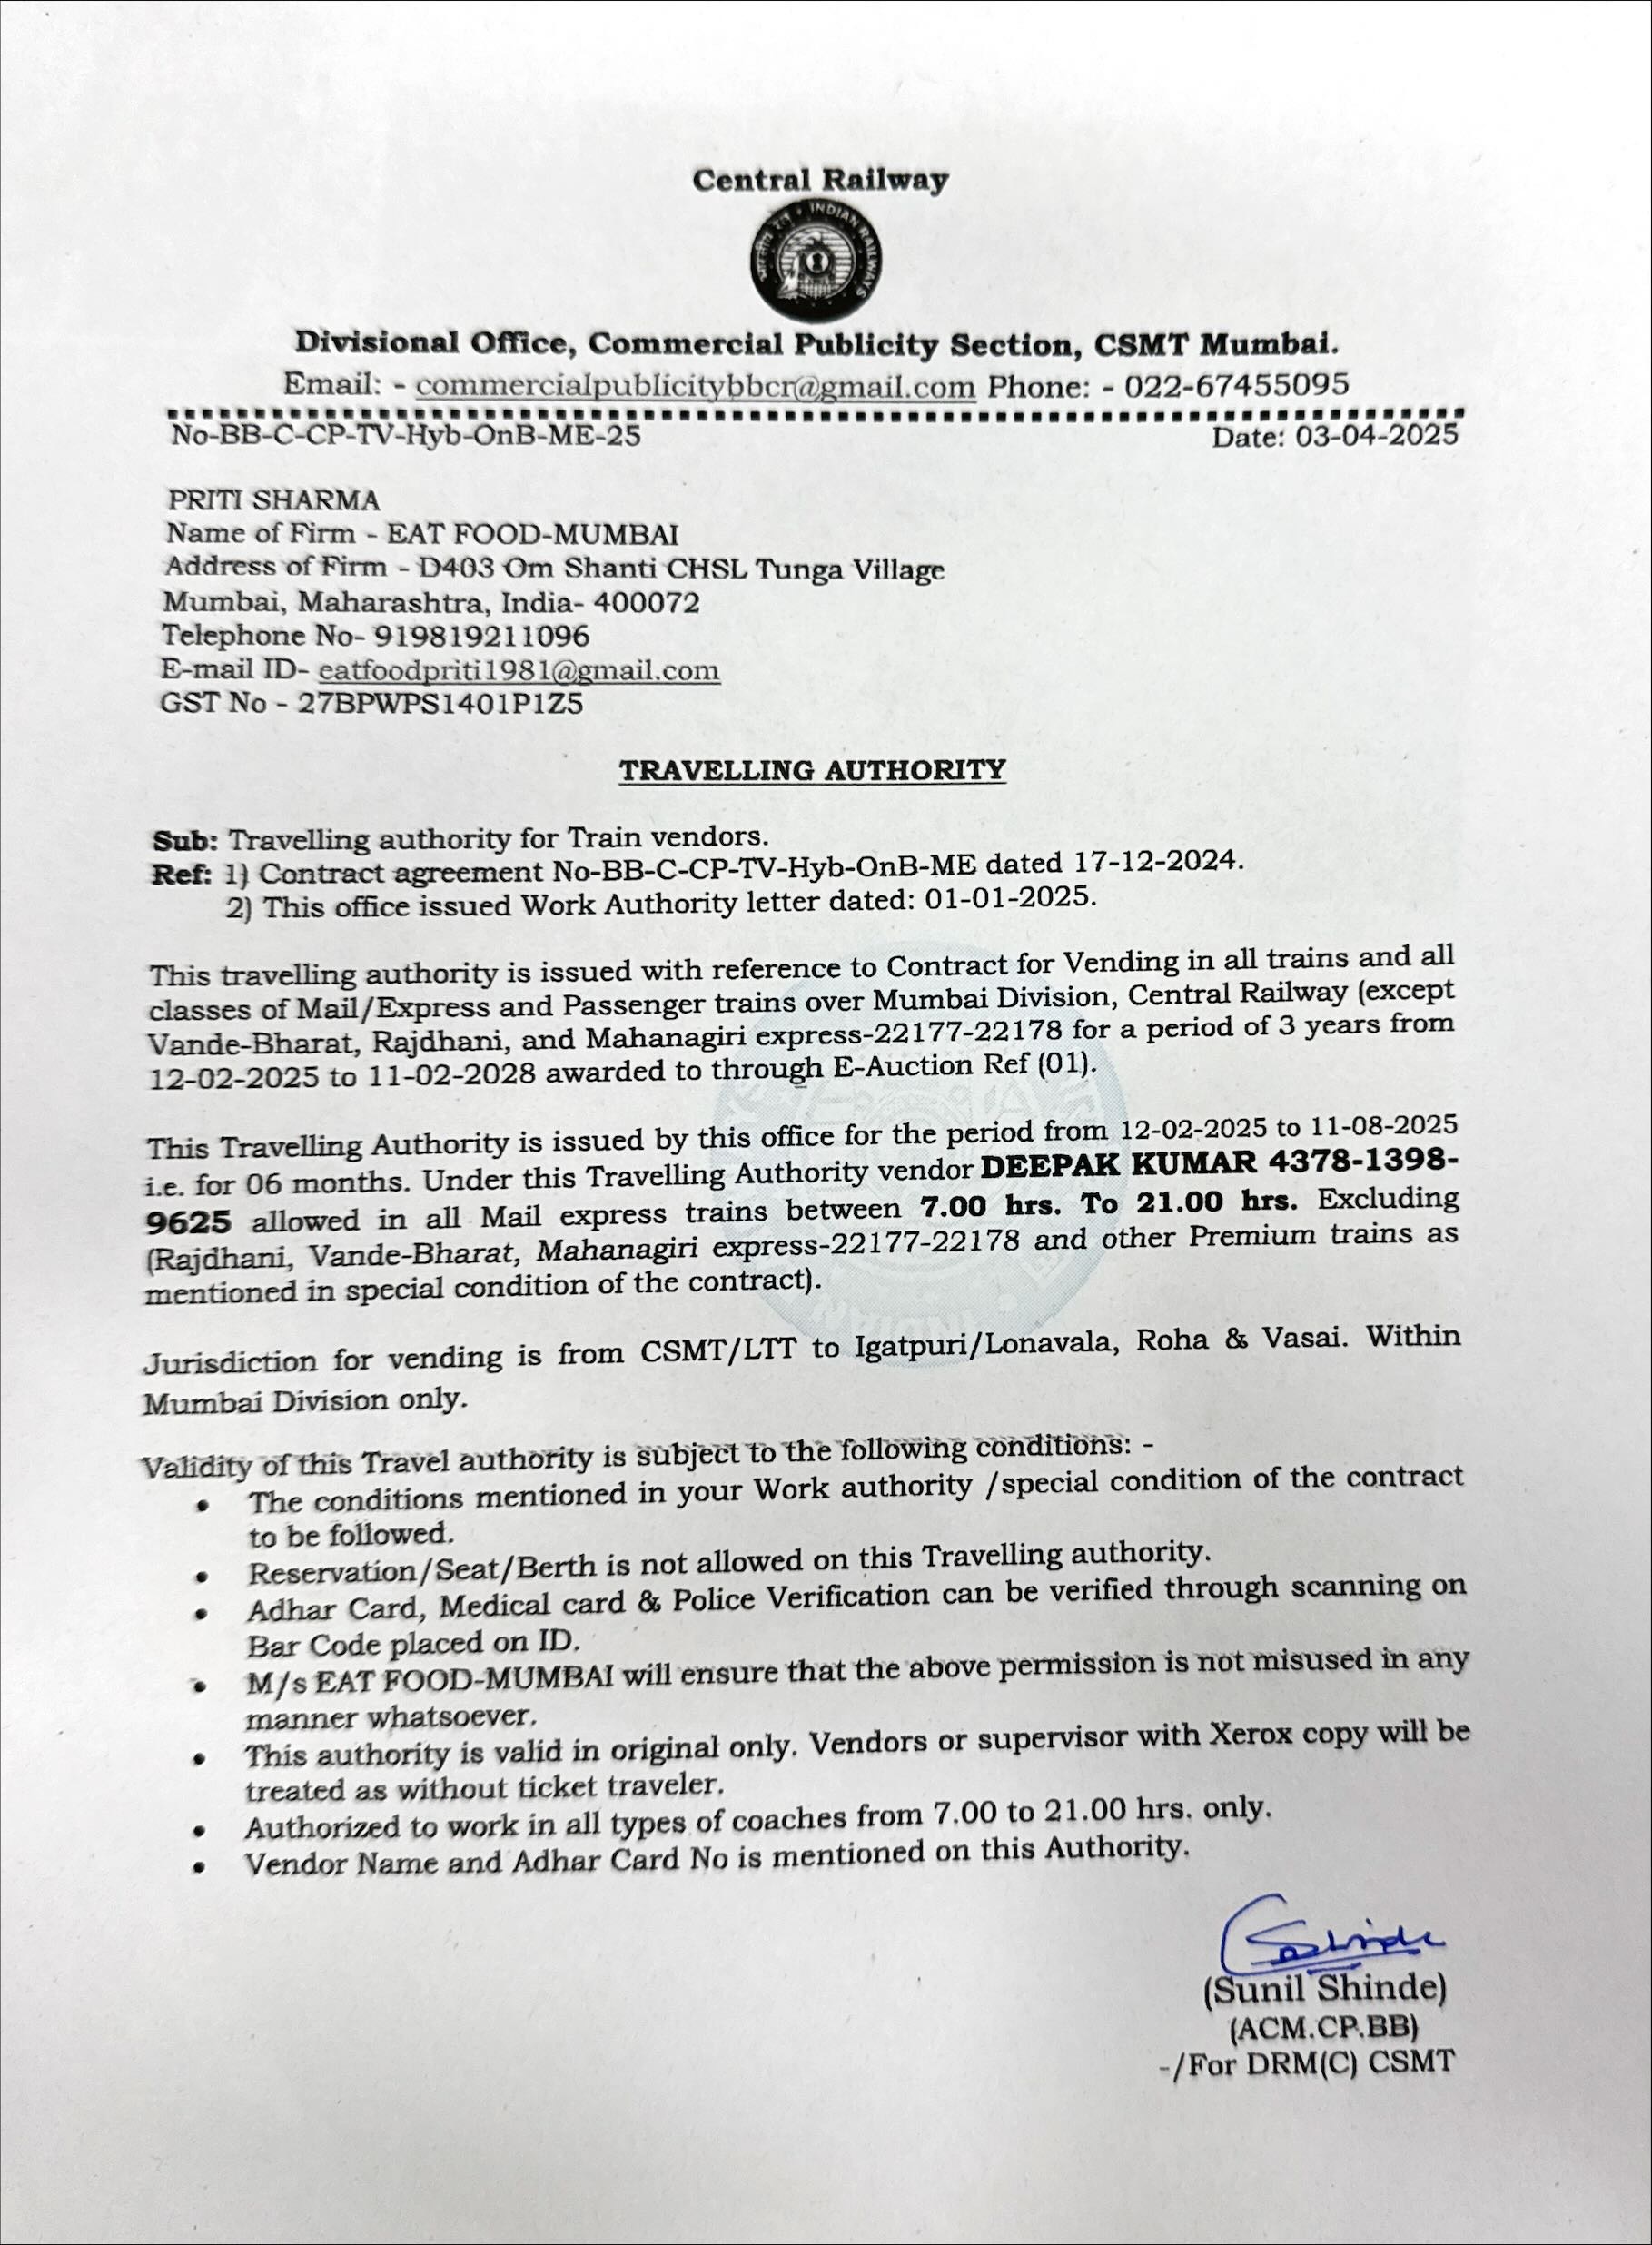 Central Railway
भारतीय रेल • INDIAN RAILWAYS
Divisional Office, Commercial Publicity Section, CSMT Mumbai.
Email: - commercialpublicitybbcr@gmail.com Phone: - 022-67455095
No-BB-C-CP-TV-Hyb-OnB-ME-25 Date: 03-04-2025
PRITI SHARMA
Name of Firm - EAT FOOD-MUMBAI
Address of Firm - D403 Om Shanti CHSL Tunga Village
Mumbai, Maharashtra, India- 400072
Telephone No- 919819211096
E-mail ID- eatfoodpriti1981@gmail.com
GST No - 27BPWPS1401P1Z5
TRAVELLING AUTHORITY
Sub: Travelling authority for Train vendors.
Ref: 1) Contract agreement No-BB-C-CP-TV-Hyb-OnB-ME dated 17-12-2024.
2) This office issued Work Authority letter dated: 01-01-2025.
This travelling authority is issued with reference to Contract for Vending in all trains and all
classes of Mail/Express and Passenger trains over Mumbai Division, Central Railway (except
Vande-Bharat, Rajdhani, and Mahanagiri express-22177-22178 for a period of 3 years from
12-02-2025 to 11-02-2028 awarded to through E-Auction Ref (01).
This Travelling Authority is issued by this office for the period from 12-02-2025 to 11-08-2025
i.e. for 06 months. Under this Travelling Authority vendor DEEPAK KUMAR 4378-1398-
9625 allowed in all Mail express trains between 7.00 hrs. To 21.00 hrs. Excluding
(Rajdhani, Vande-Bharat, Mahanagiri express-22177-22178 and other Premium trains as
mentioned in special condition of the contract).
Jurisdiction for vending is from CSMT/LTT to Igatpuri/Lonavala, Roha & Vasai. Within
Mumbai Division only.
Validity of this Travel authority is subject to the following conditions: -
• The conditions mentioned in your Work authority /special condition of the contract
to be followed.
• Reservation/Seat/Berth is not allowed on this Travelling authority.
• Adhar Card, Medical card & Police Verification can be verified through scanning on
Bar Code placed on ID.
• M/s EAT FOOD-MUMBAI will ensure that the above permission is not misused in any
manner whatsoever.
• This authority is valid in original only. Vendors or supervisor with Xerox copy will be
treated as without ticket traveler.
• Authorized to work in all types of coaches from 7.00 to 21.00 hrs. only.
• Vendor Name and Adhar Card No is mentioned on this Authority.
SShinde
(Sunil Shinde)
(ACM.CP.BB)
-/For DRM(C) CSMT